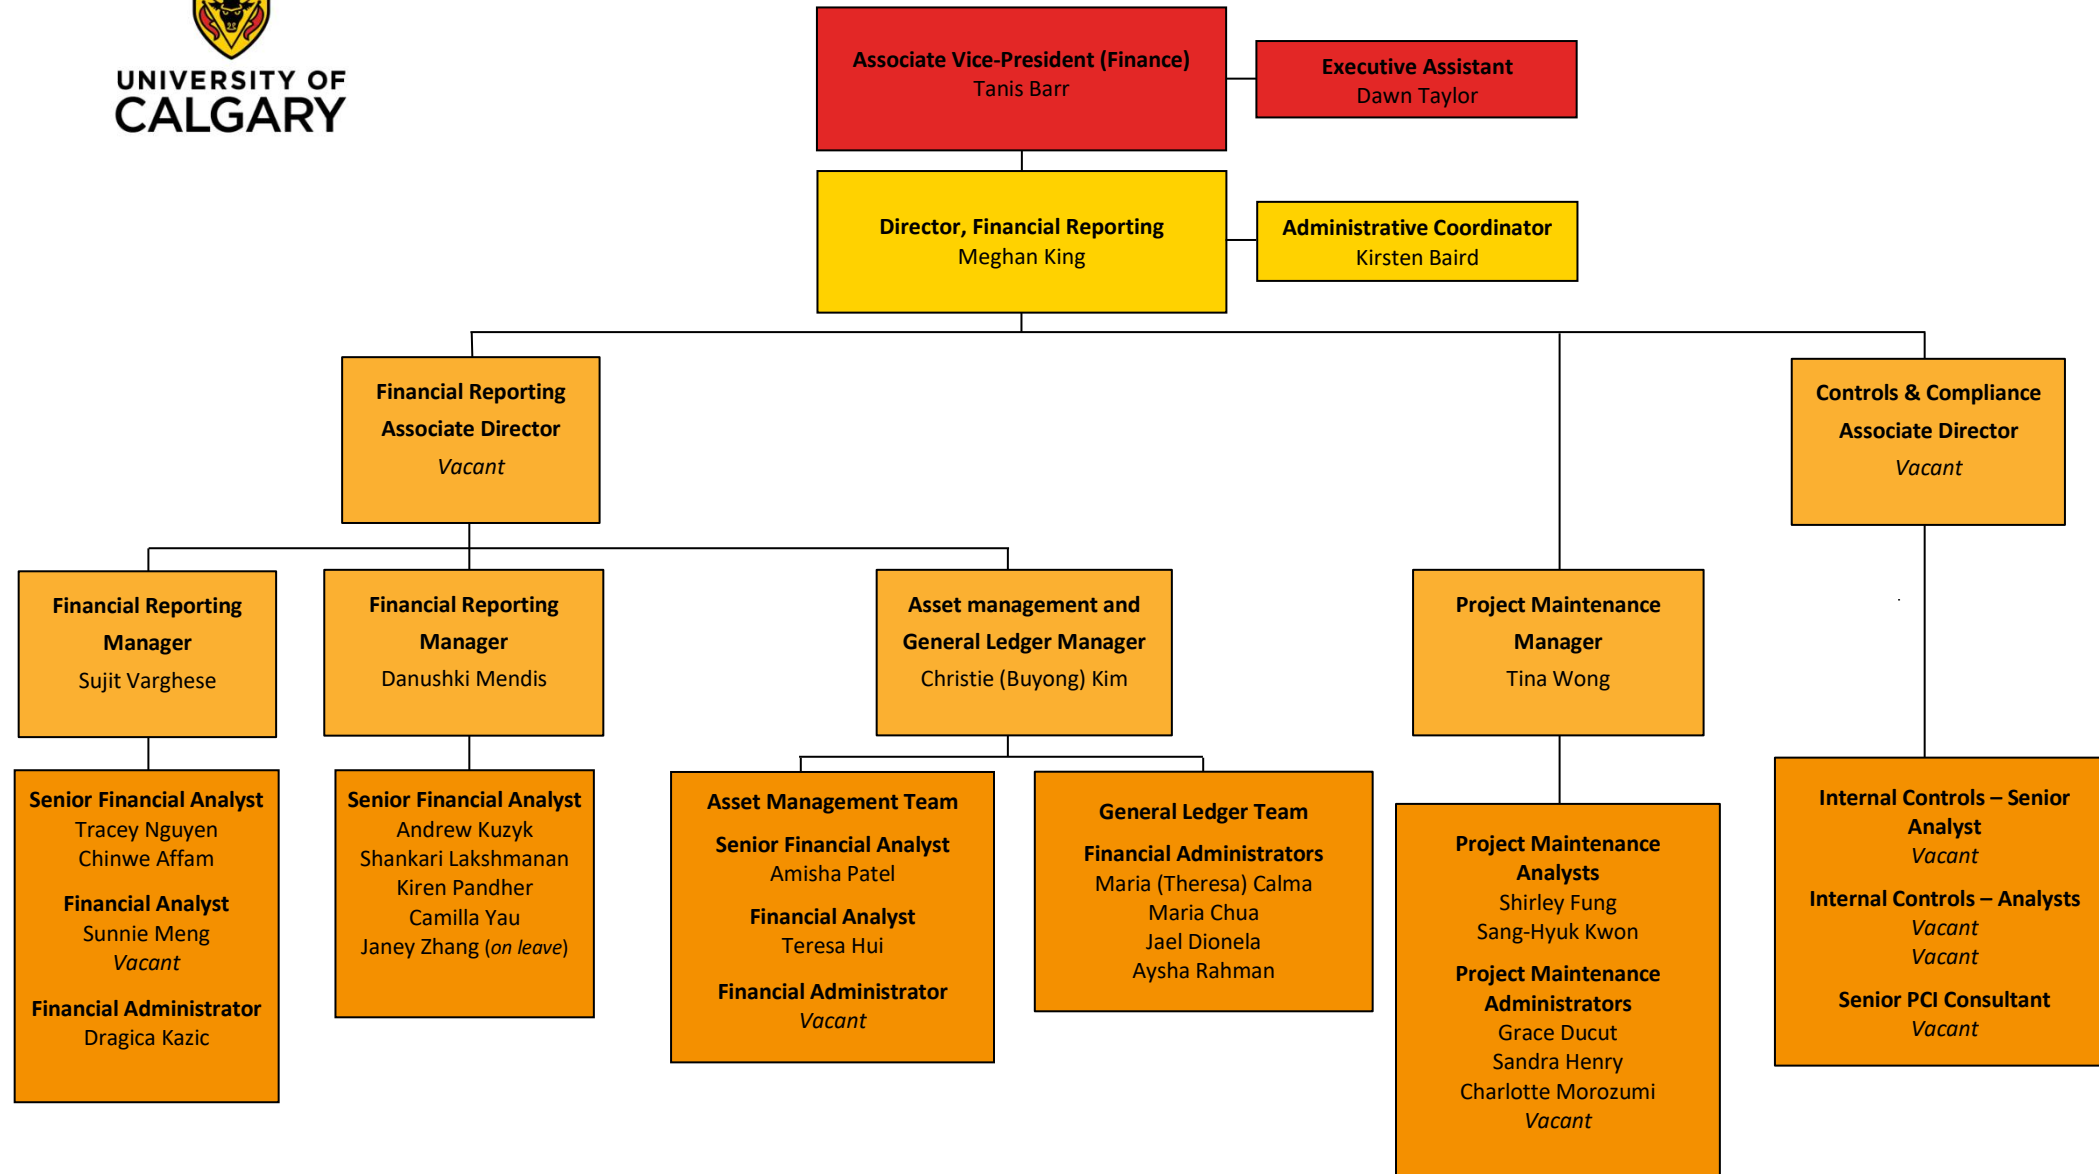 UNIVERSITY OF
CALGARY
Associate Vice-President (Finance)
Tanis Barr
Executive Assistant
Dawn Taylor
Director, Financial Reporting
Meghan King
Administrative Coordinator
Kirsten Baird
Financial Reporting
Associate Director
Vacant
Controls & Compliance
Associate Director
Vacant
Financial Reporting
Manager
Sujit Varghese
Financial Reporting
Manager
Danushki Mendis
Asset management and
General Ledger Manager
Christie (Buyong) Kim
Project Maintenance
Manager
Tina Wong
Senior Financial Analyst
Tracey Nguyen
Chinwe Affam
Financial Analyst
Sunnie Meng
Vacant
Financial Administrator
Dragica Kazic
Senior Financial Analyst
Andrew Kuzyk
Shankari Lakshmanan
Kiren Pandher
Camilla Yau
Janey Zhang (on leave)
Asset Management Team
Senior Financial Analyst
Amisha Patel
Financial Analyst
Teresa Hui
Financial Administrator
Vacant
General Ledger Team
Financial Administrators
Maria (Theresa) Calma
Maria Chua
Jael Dionela
Aysha Rahman
Project Maintenance
Analysts
Shirley Fung
Sang-Hyuk Kwon
Project Maintenance
Administrators
Grace Ducut
Sandra Henry
Charlotte Morozumi
Vacant
Internal Controls – Senior
Analyst
Vacant
Internal Controls – Analysts
Vacant
Vacant
Senior PCI Consultant
Vacant